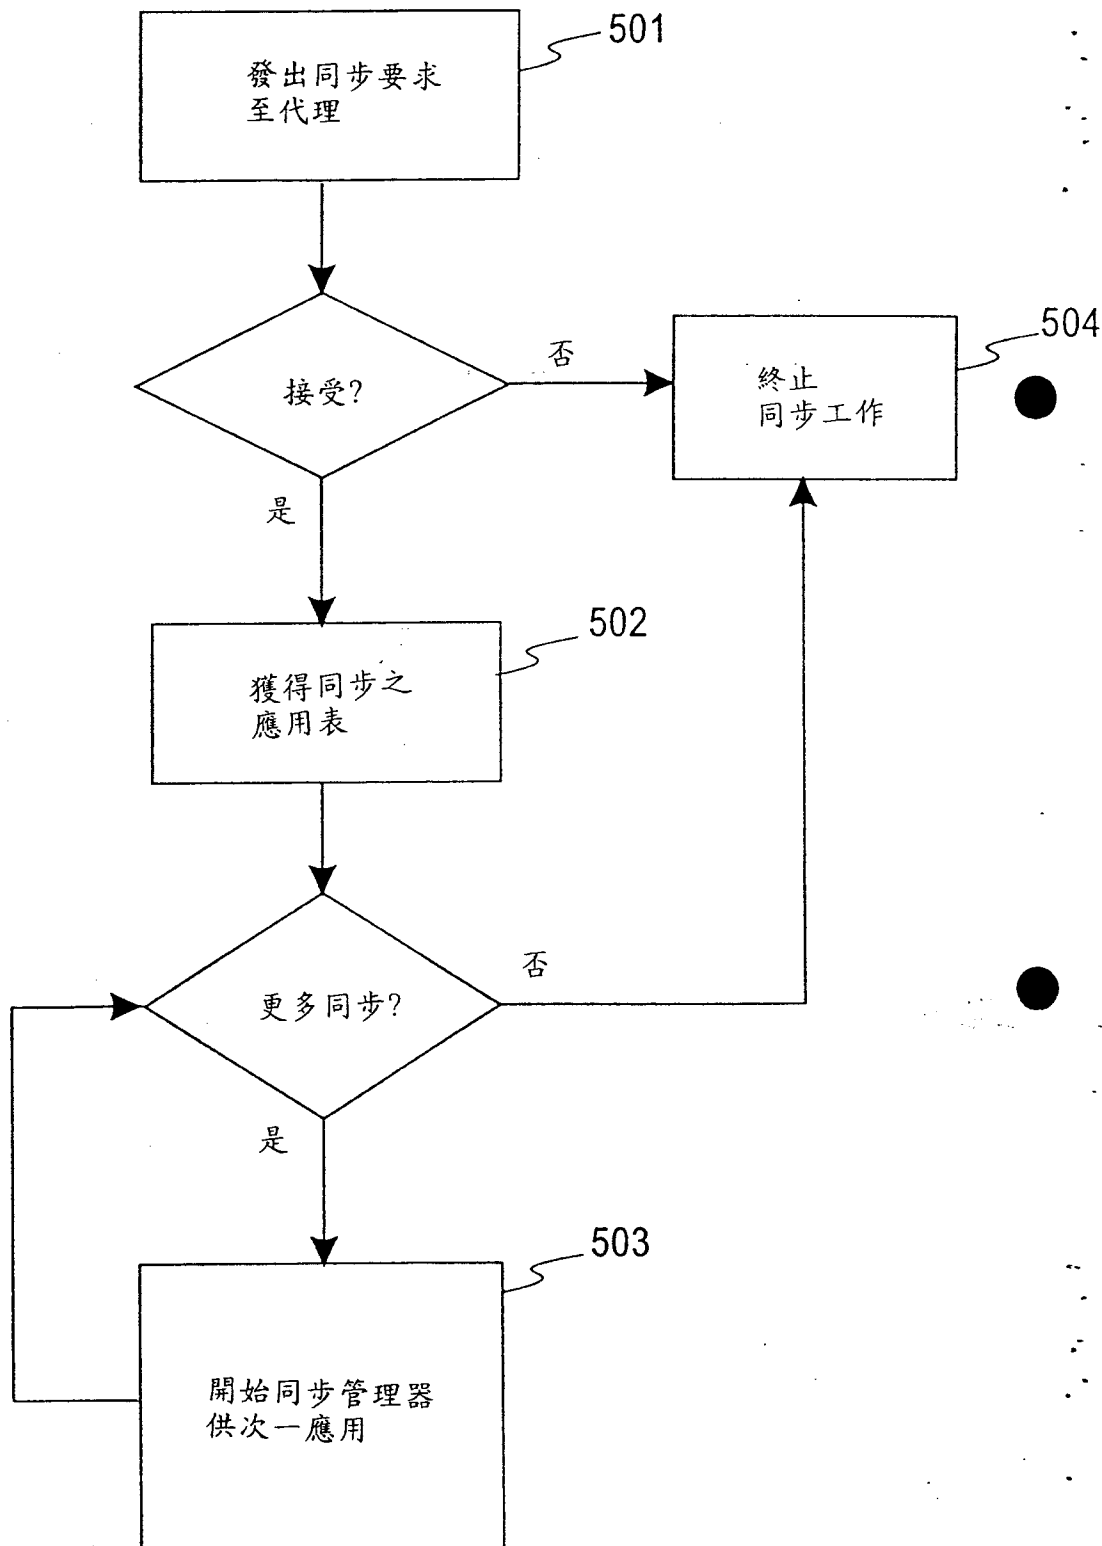 501
發出同步要求
至代理
接受?
否
504
終止
同步工作
是
502
獲得同步之
應用表
更多同步?
否
是
503
開始同步管理器
供次一應用